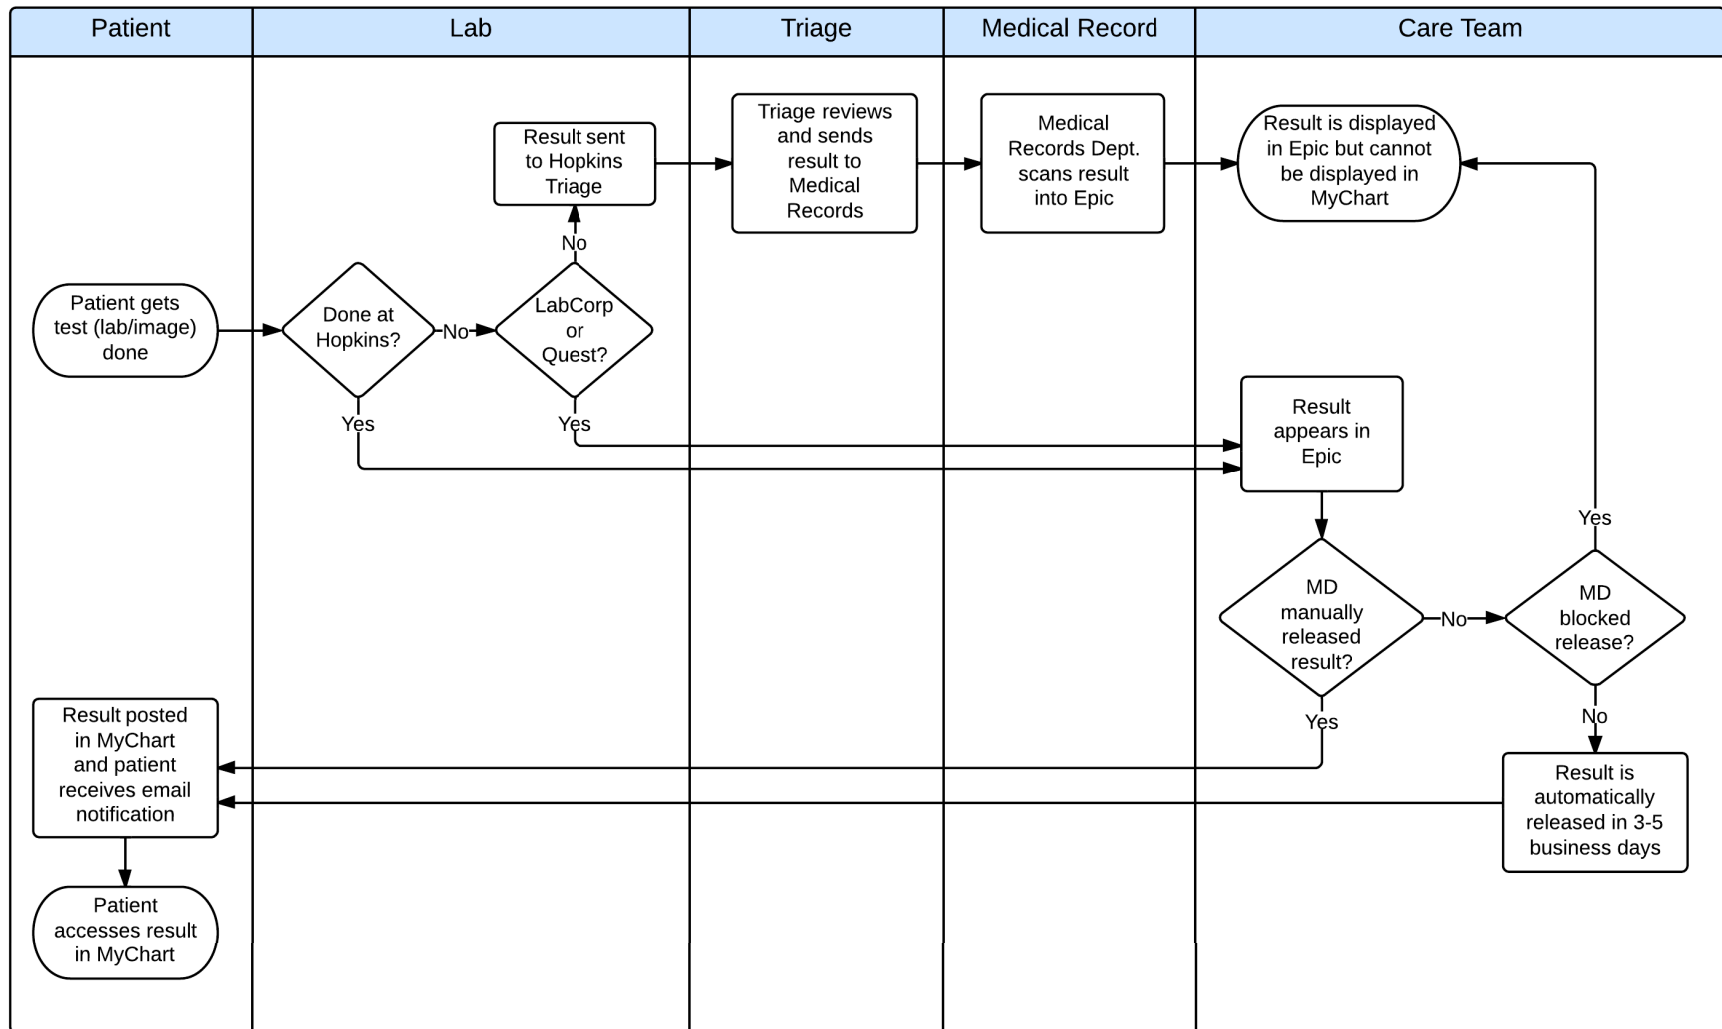 Patient
Lab
Triage
Medical Record
Care Team
Result sent
to Hopkins
Triage
Triage reviews
and sends
result to
Medical
Records
Medical
Records Dept.
scans result
into Epic
Result is displayed
in Epic but cannot
be displayed in
MyChart
No
Patient gets
test (lab/image)
done
Done at
Hopkins?
No
LabCorp
or
Quest?
Yes
Yes
Result
appears in
Epic
Yes
MD
manually
released
result?
No
MD
blocked
release?
Yes
No
Result posted
in MyChart
and patient
receives email
notification
Result is
automatically
released in 3-5
business days
Patient
accesses result
in MyChart